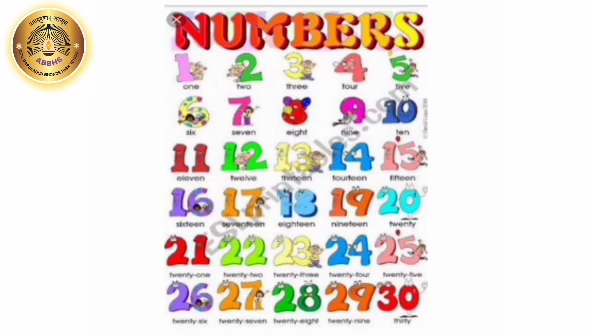 ABBHS
NUMBERS
1 2 3 4 5
one two three four five
6 7 8 9 10
six seven eight nine ten
11 12 13 14 15
eleven twelve thirteen fourteen fifteen
16 17 18 19 20
sixteen seventeen eighteen nineteen twenty
21 22 23 24 25
twenty-one twenty-two twenty-three twenty-four twenty-five
26 27 28 29 30
twenty-six twenty-seven twenty-eight twenty-nine thirty